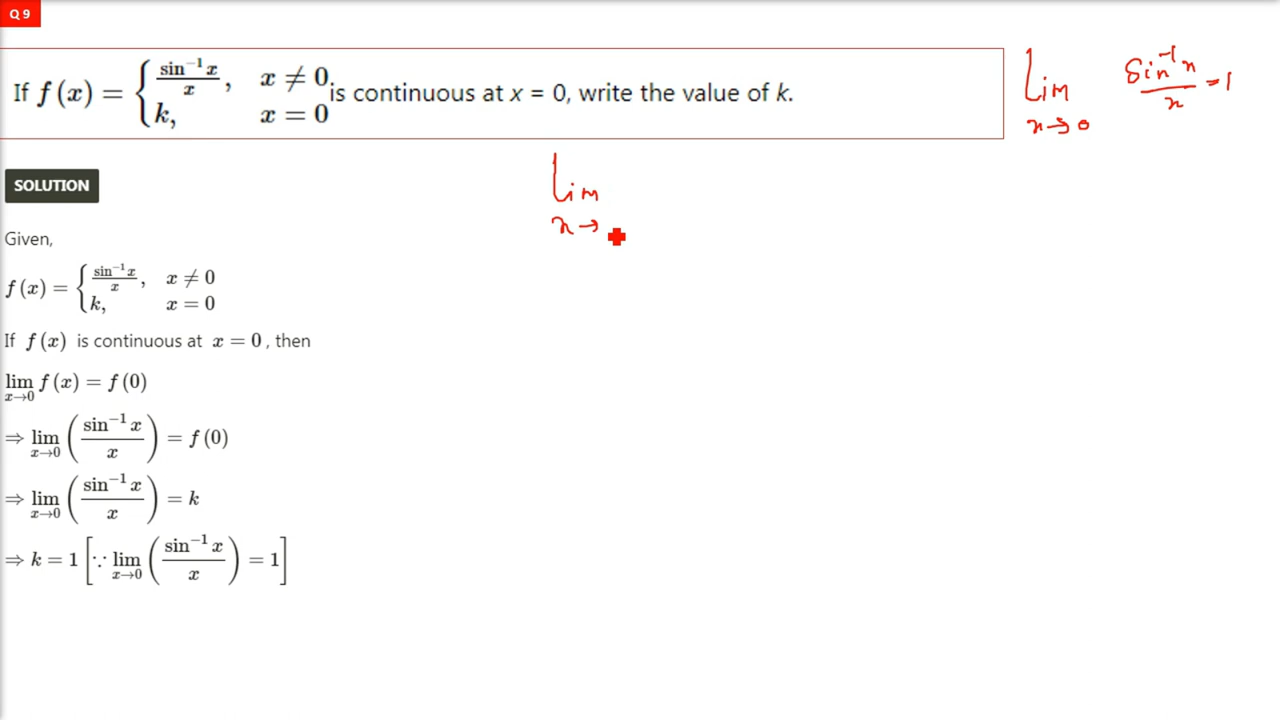 Q 9
If f(x) = { sin⁻¹x/x, x ≠ 0, k, x = 0 is continuous at x = 0, write the value of k.
Lim x→0 sin⁻¹x/x = 1
Lim x→
SOLUTION
Given,
f(x) = { sin⁻¹x/x, x ≠ 0
k, x = 0
If f(x) is continuous at x = 0, then
lim x→0 f(x) = f(0)
⇒ lim x→0 (sin⁻¹x/x) = f(0)
⇒ lim x→0 (sin⁻¹x/x) = k
⇒ k = 1 [∵ lim x→0 (sin⁻¹x/x) = 1]